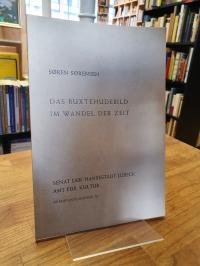 SØREN SØRENSEN
DAS BUXTEHUDEBILD
IM WANDEL DER ZEIT
SENAT DER HANSESTADT LÜBECK
AMT FÜR KULTUR